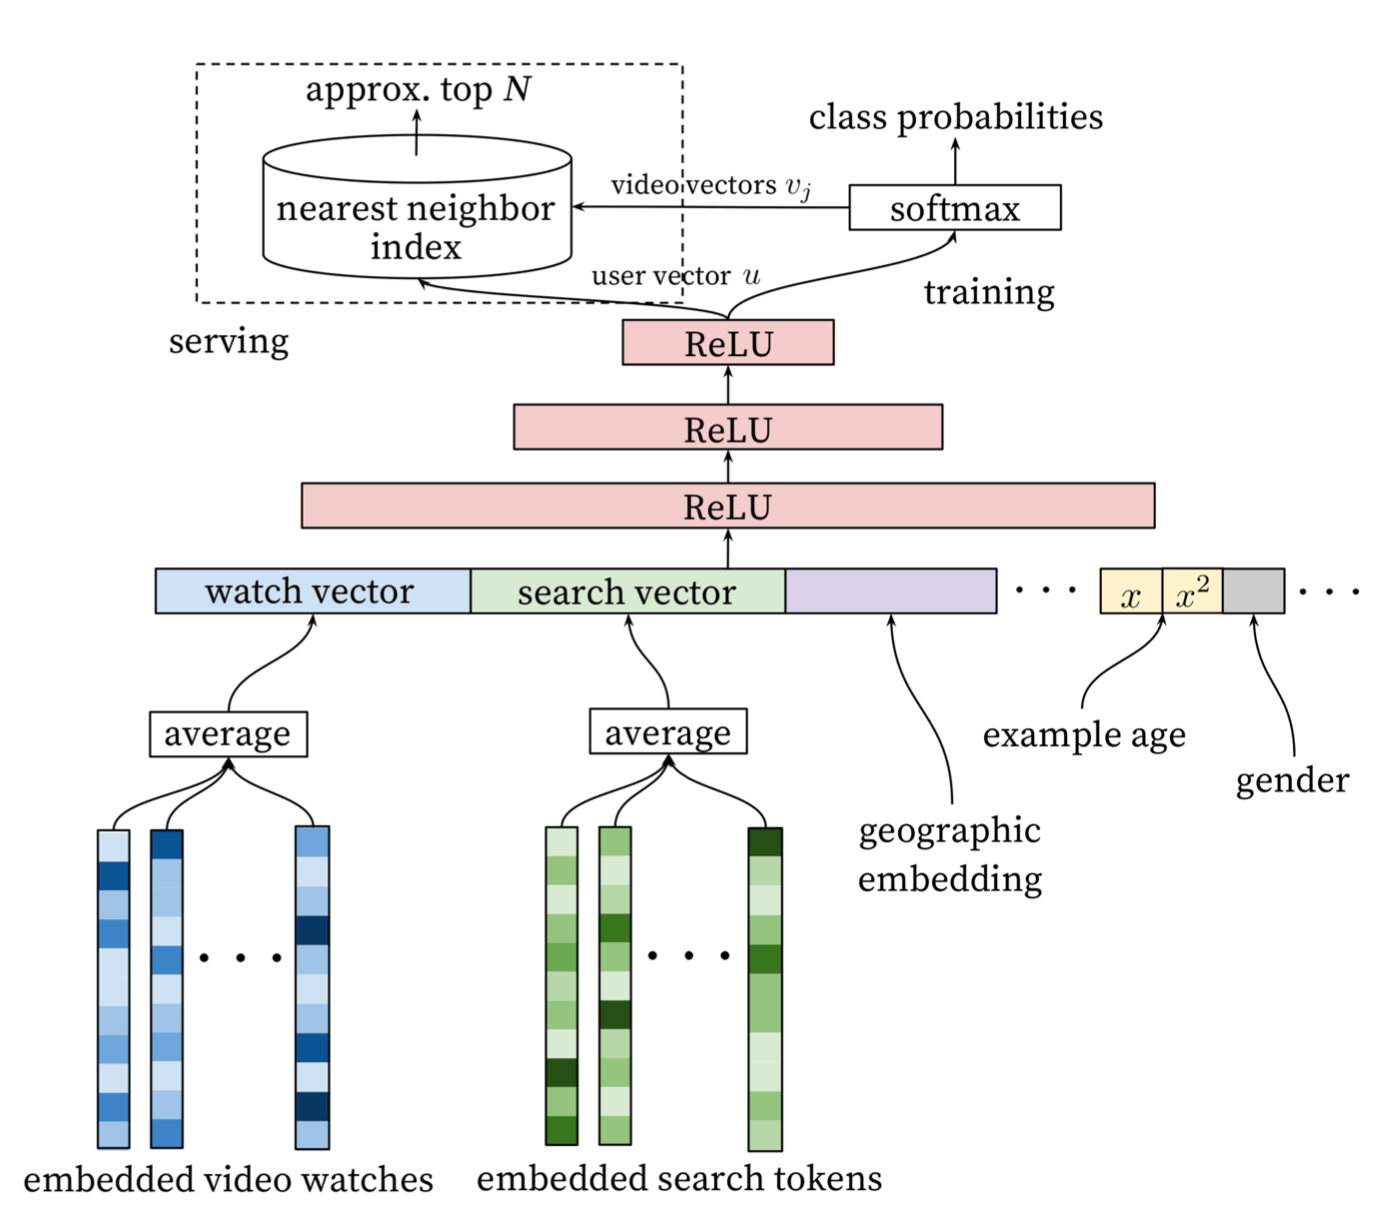 approx. top N
class probabilities
video vectors v_j
nearest neighbor
index
softmax
user vector u
training
serving
ReLU
ReLU
ReLU
watch vector
search vector
. . .
x
x²
. . .
average
average
example age
gender
geographic
embedding
. . .
. . .
embedded video watches
embedded search tokens